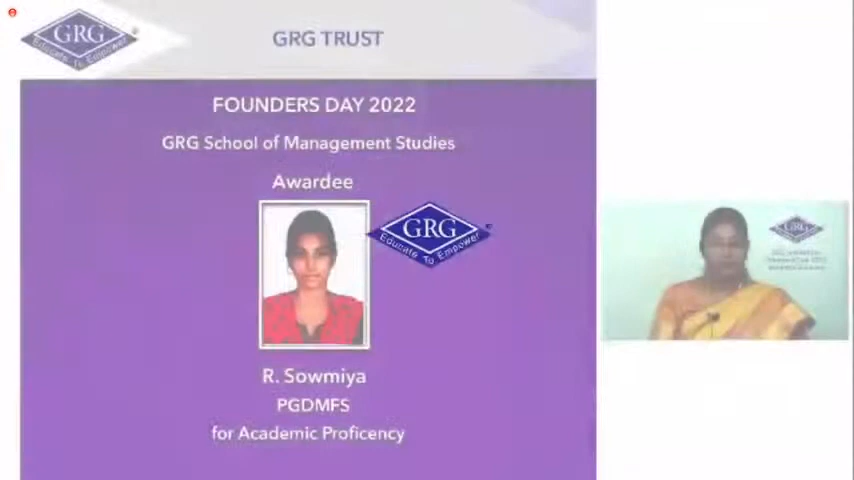 GRG
Educate To Empower
GRG TRUST
FOUNDERS DAY 2022
GRG School of Management Studies
Awardee
GRG
Educate To Empower
R. Sowmiya
PGDMFS
for Academic Proficency
GRG